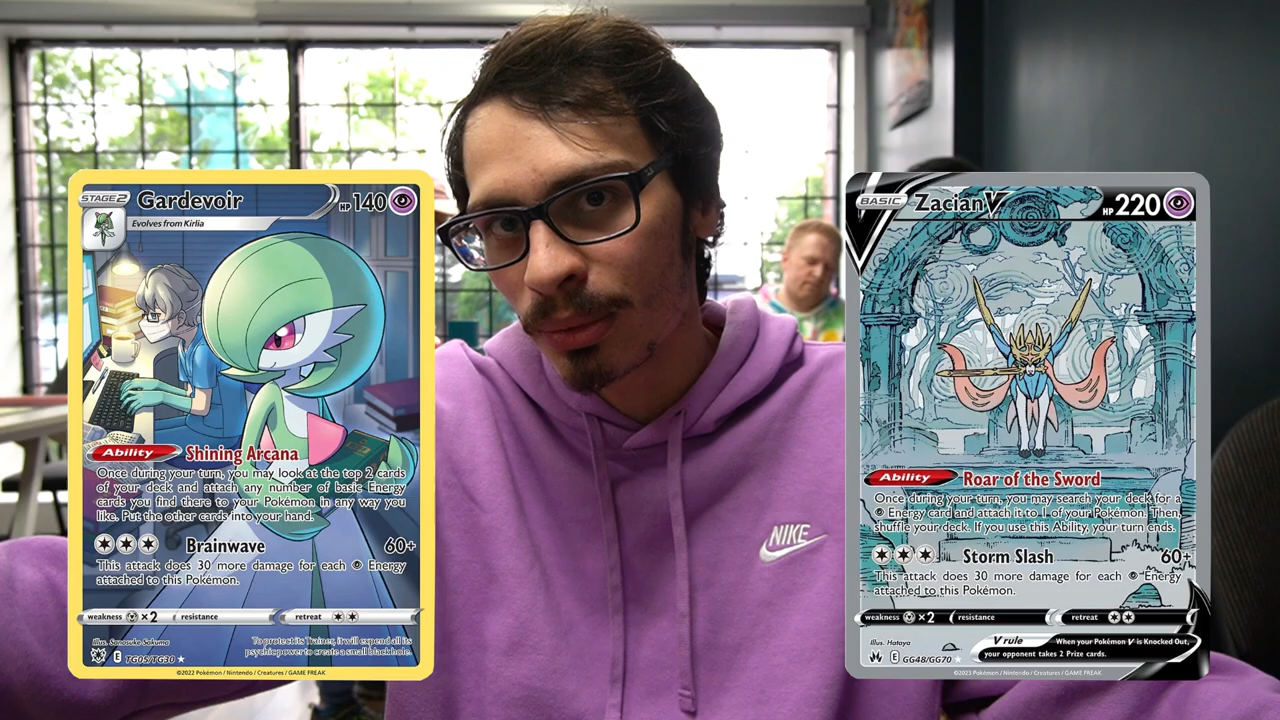 STAGE2
Gardevoir
HP 140
Evolves from Kirlia
Ability
Shining Arcana
Once during your turn, you may look at the top 2 cards
of your deck and attach any number of basic Energy
cards you find there to your Pokémon in any way you
like. Put the other cards into your hand.
Brainwave
60+
This attack does 30 more damage for each Energy
attached to this Pokémon.
weakness ×2 resistance retreat
Illus. Sanosuke Sakuma
To protect its Trainer, it will expend all its
psychic power to create a small black hole.
E TG05/TG30 ★
©2022 Pokémon / Nintendo / Creatures / GAME FREAK
NIKE
BASIC
Zacian V
HP 220
Ability
Roar of the Sword
Once during your turn, you may search your deck for a
Energy card and attach it to 1 of your Pokémon. Then,
shuffle your deck. If you use this Ability, your turn ends.
Storm Slash
60+
This attack does 30 more damage for each Energy
attached to this Pokémon.
weakness ×2 resistance retreat
Illus. Hataya
V rule
When your Pokémon V is Knocked Out,
your opponent takes 2 Prize cards.
E GG48/GG70 ★
©2023 Pokémon / Nintendo / Creatures / GAME FREAK